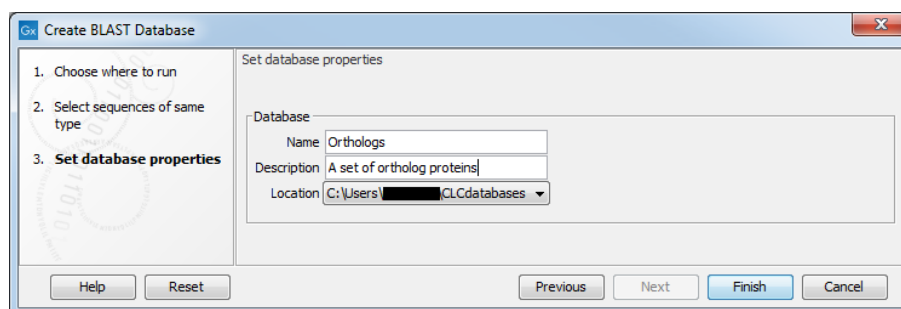 Gx Create BLAST Database
X
1. Choose where to run
2. Select sequences of same
type
3. Set database properties
Set database properties
Database
Name Orthologs
Description A set of ortholog proteins
Location C:\Users\ \CLCdatabases
Help Reset Previous Next Finish Cancel